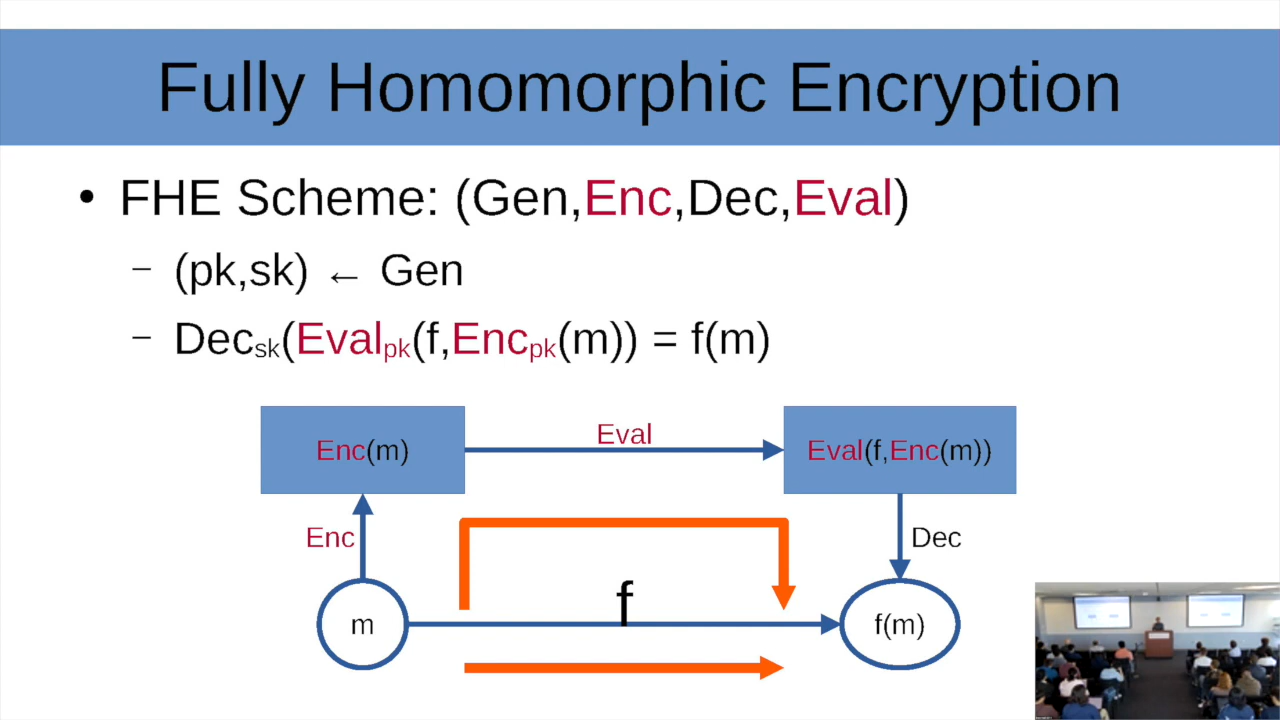 Fully Homomorphic Encryption
• FHE Scheme: (Gen,Enc,Dec,Eval)
– (pk,sk) ← Gen
– Decsk(Evalpk(f,Encpk(m)) = f(m)
Enc(m)
Eval
Eval(f,Enc(m))
Enc
Dec
f
m
f(m)